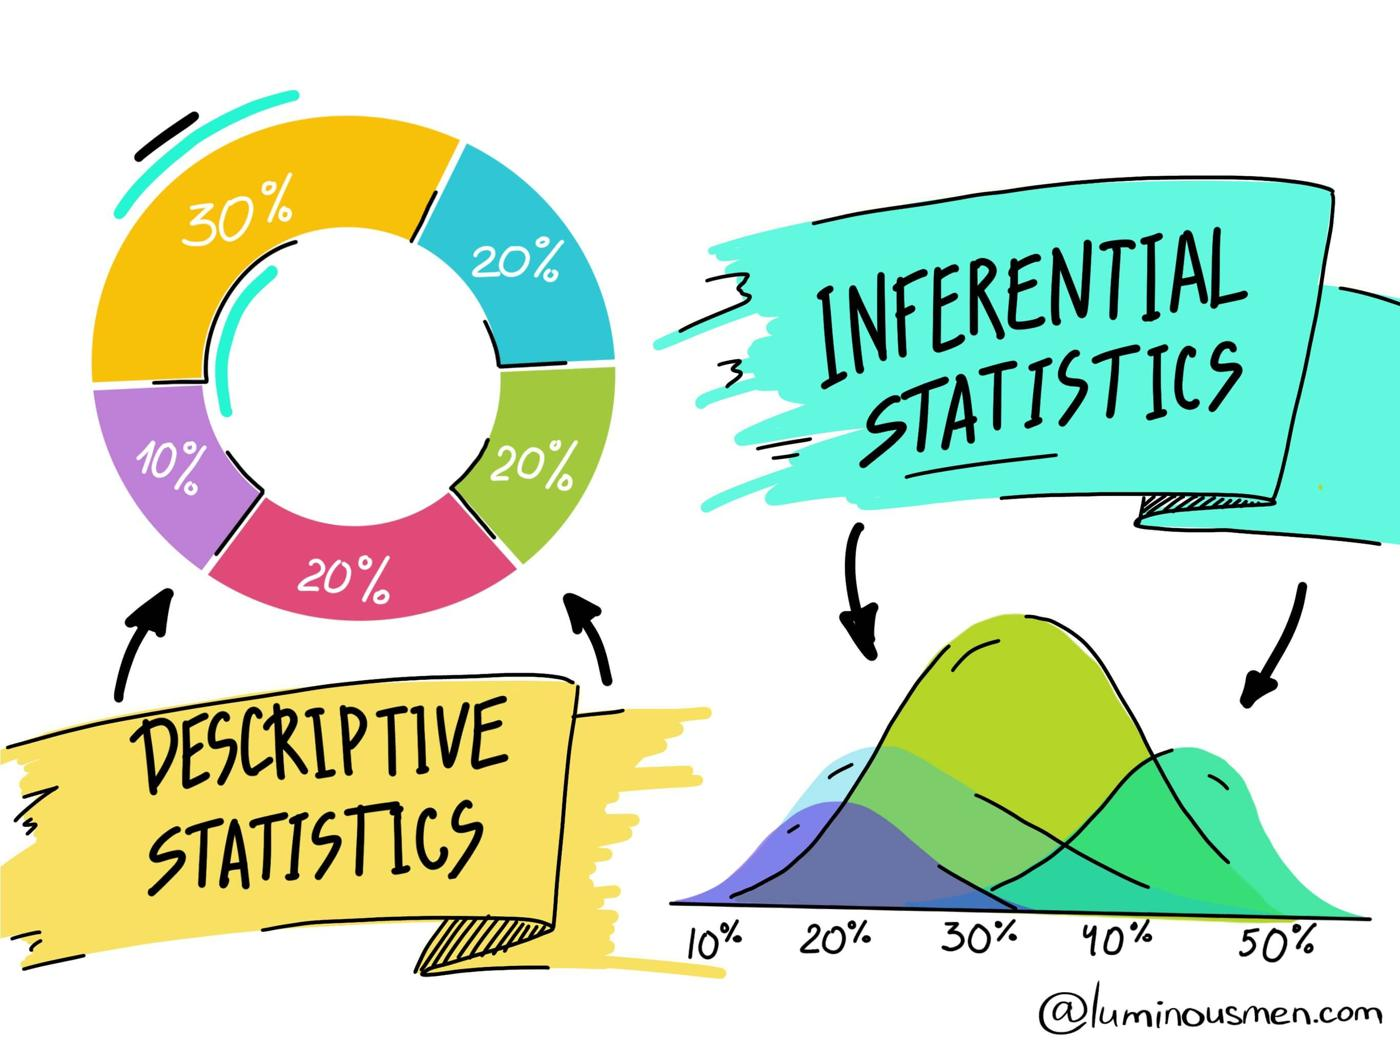 30%
20%
20%
20%
10%
DESCRIPTIVE
STATISTICS
INFERENTIAL
STATISTICS
10% 20% 30% 40% 50%
@luminousmen.com